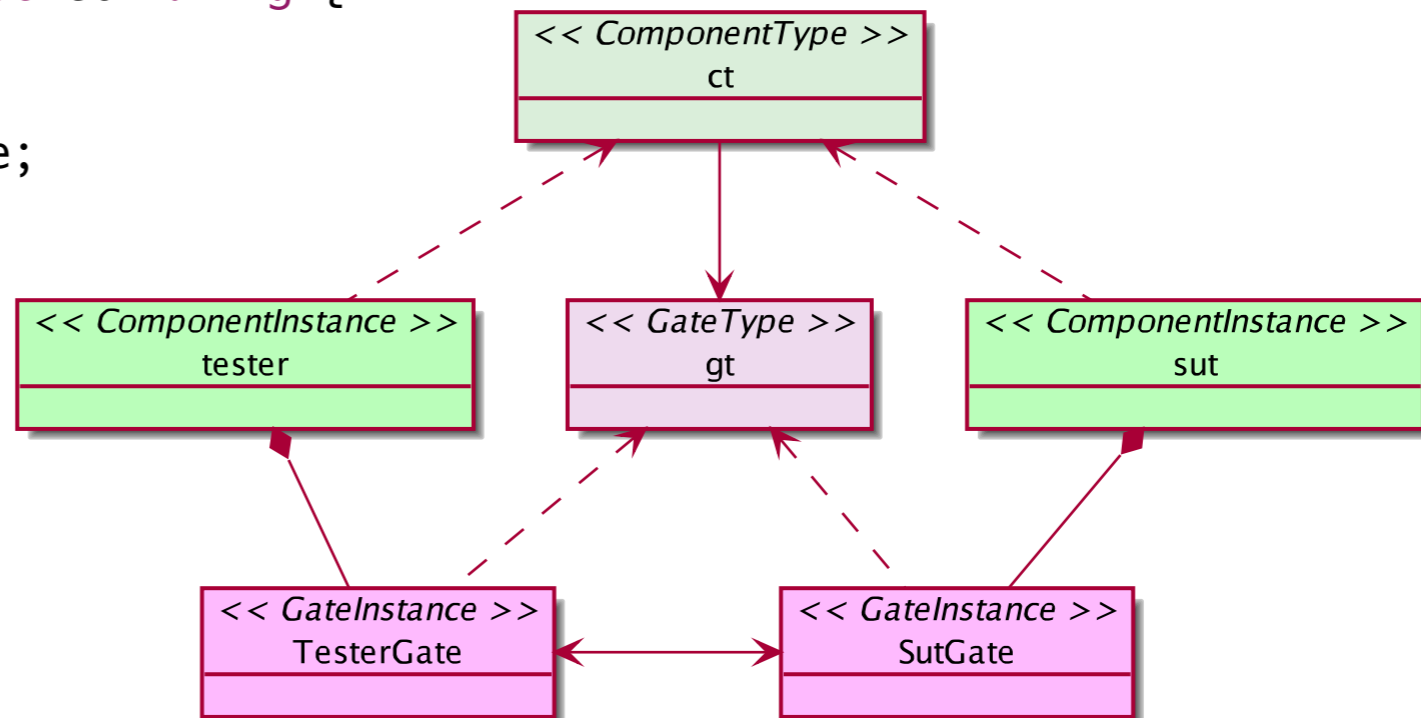 {
<< ComponentType >>
ct
e;
<< ComponentInstance >>
tester
<< GateType >>
gt
<< ComponentInstance >>
sut
<< GateInstance >>
TesterGate
<< GateInstance >>
SutGate